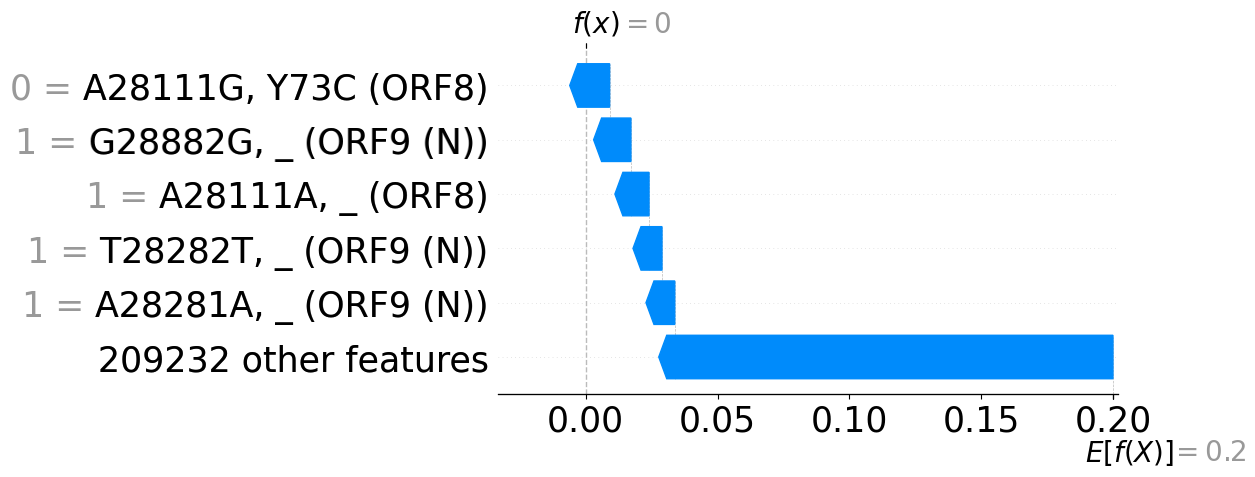 f(x) = 0
0 = A28111G, Y73C (ORF8)
1 = G28882G, _ (ORF9 (N))
1 = A28111A, _ (ORF8)
1 = T28282T, _ (ORF9 (N))
1 = A28281A, _ (ORF9 (N))
209232 other features
0.00 0.05 0.10 0.15 0.20
E[f(X)] = 0.2